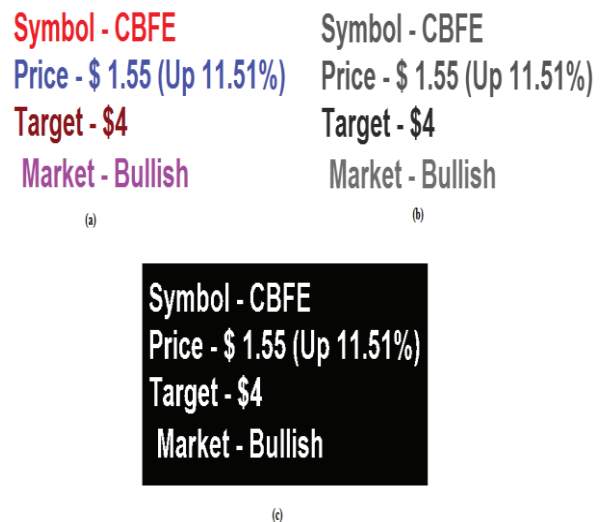 Symbol - CBFE
Price - $ 1.55 (Up 11.51%)
Target - $4
Market - Bullish
(a)
Symbol - CBFE
Price - $ 1.55 (Up 11.51%)
Target - $4
Market - Bullish
(b)
Symbol - CBFE
Price - $ 1.55 (Up 11.51%)
Target - $4
Market - Bullish
(c)